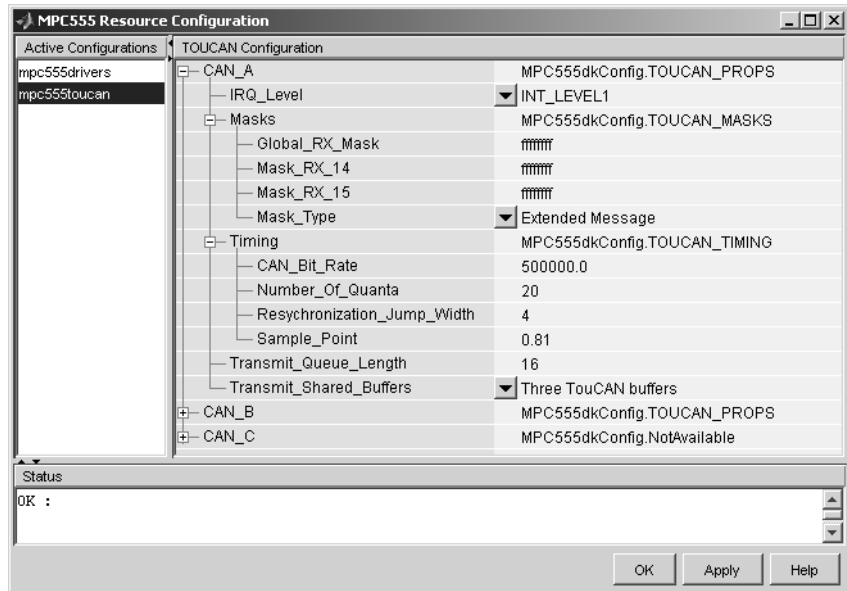 MPC555 Resource Configuration
Active Configurations
TOUCAN Configuration
mpc555drivers
mpc555toucan
CAN_A MPC555dkConfig.TOUCAN_PROPS
IRQ_Level INT_LEVEL1
Masks MPC555dkConfig.TOUCAN_MASKS
Global_RX_Mask ffffffff
Mask_RX_14 ffffffff
Mask_RX_15 ffffffff
Mask_Type Extended Message
Timing MPC555dkConfig.TOUCAN_TIMING
CAN_Bit_Rate 500000.0
Number_Of_Quanta 20
Resychronization_Jump_Width 4
Sample_Point 0.81
Transmit_Queue_Length 16
Transmit_Shared_Buffers Three TouCAN buffers
CAN_B MPC555dkConfig.TOUCAN_PROPS
CAN_C MPC555dkConfig.NotAvailable
Status
OK :
OK Apply Help